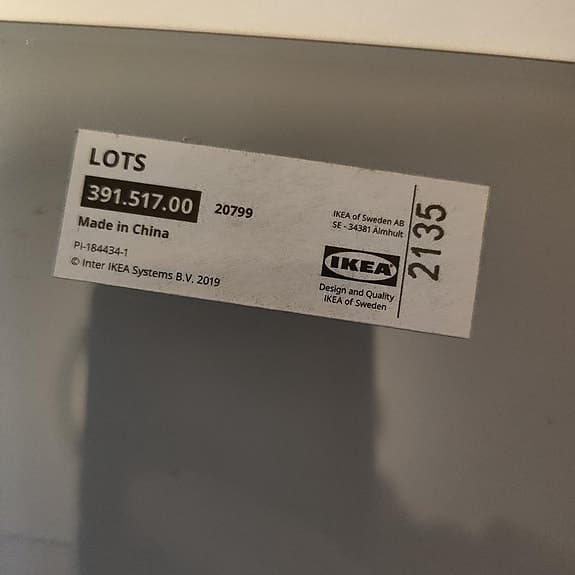 LOTS
391.517.00 20799
Made in China
PI-184434-1
© Inter IKEA Systems B.V. 2019
IKEA of Sweden AB
SE - 34381 Älmhult
IKEA
Design and Quality
IKEA of Sweden
2135